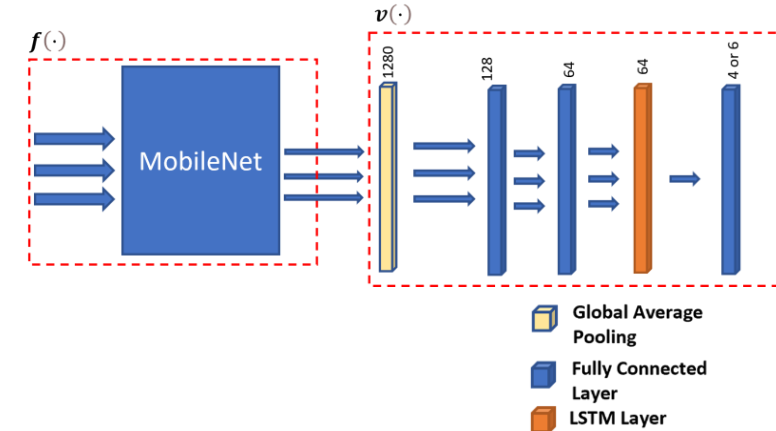 f(·)
v(·)
MobileNet
1280
128
64
64
4 or 6
Global Average
Pooling
Fully Connected
Layer
LSTM Layer